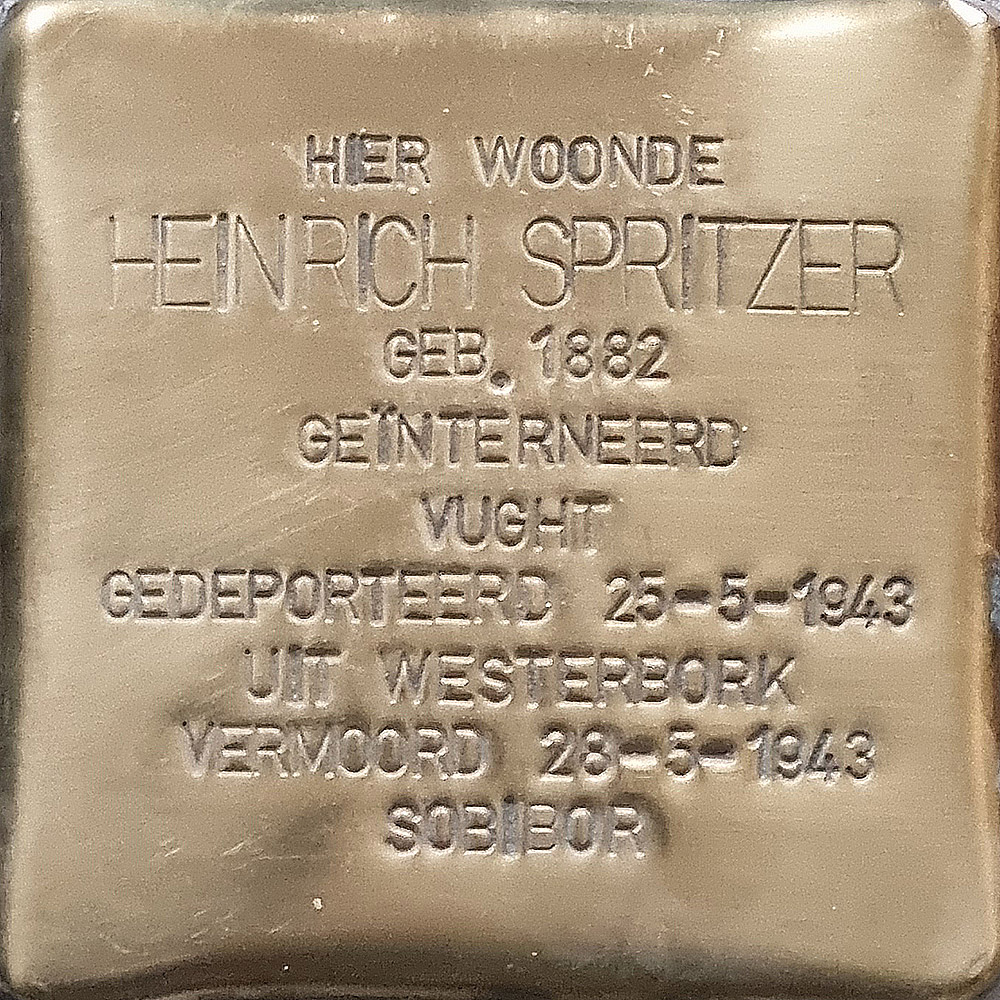 HIER WOONDE
HEINRICH SPRITZER
GEB. 1882
GEÏNTERNEERD
VUGHT
GEDEPORTEERD 25-5-1943
UIT WESTERBORK
VERMOORD 28-5-1943
SOBIBOR